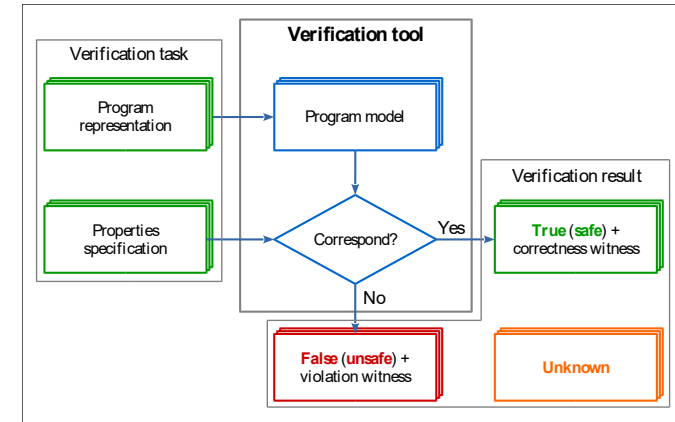 Verification tool
Verification task
Program
representation
Program model
Verification result
Properties
specification
Correspond?
Yes
True (safe) +
correctness witness
No
False (unsafe) +
violation witness
Unknown